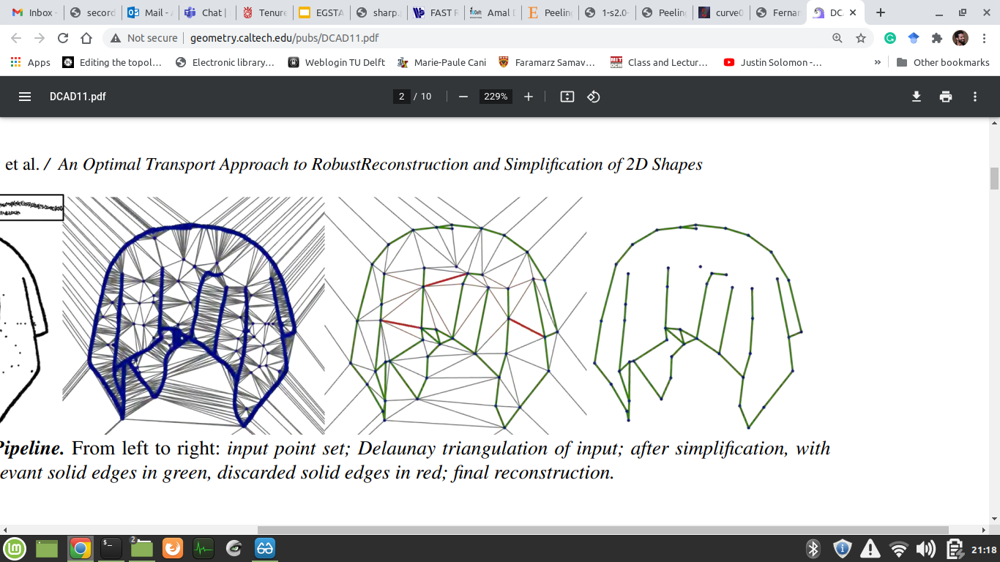 Inbox -
secord
Mail - 
Chat |
Tenure
EGSTA
sharp.
FAST R
Amal D
Peeling
1-s2.0-
Peeling
curve0
Fernar
DC
Not secure
geometry.caltech.edu/pubs/DCAD11.pdf
Apps
Editing the topol...
Electronic library...
Weblogin TU Delft
Marie-Paule Cani
Faramarz Samav...
Class and Lectur...
Justin Solomon -...
»
Other bookmarks
DCAD11.pdf
2 / 10
229%
et al. / An Optimal Transport Approach to RobustReconstruction and Simplification of 2D Shapes
Pipeline. From left to right: input point set; Delaunay triangulation of input; after simplification, with
evant solid edges in green, discarded solid edges in red; final reconstruction.
2
21:18